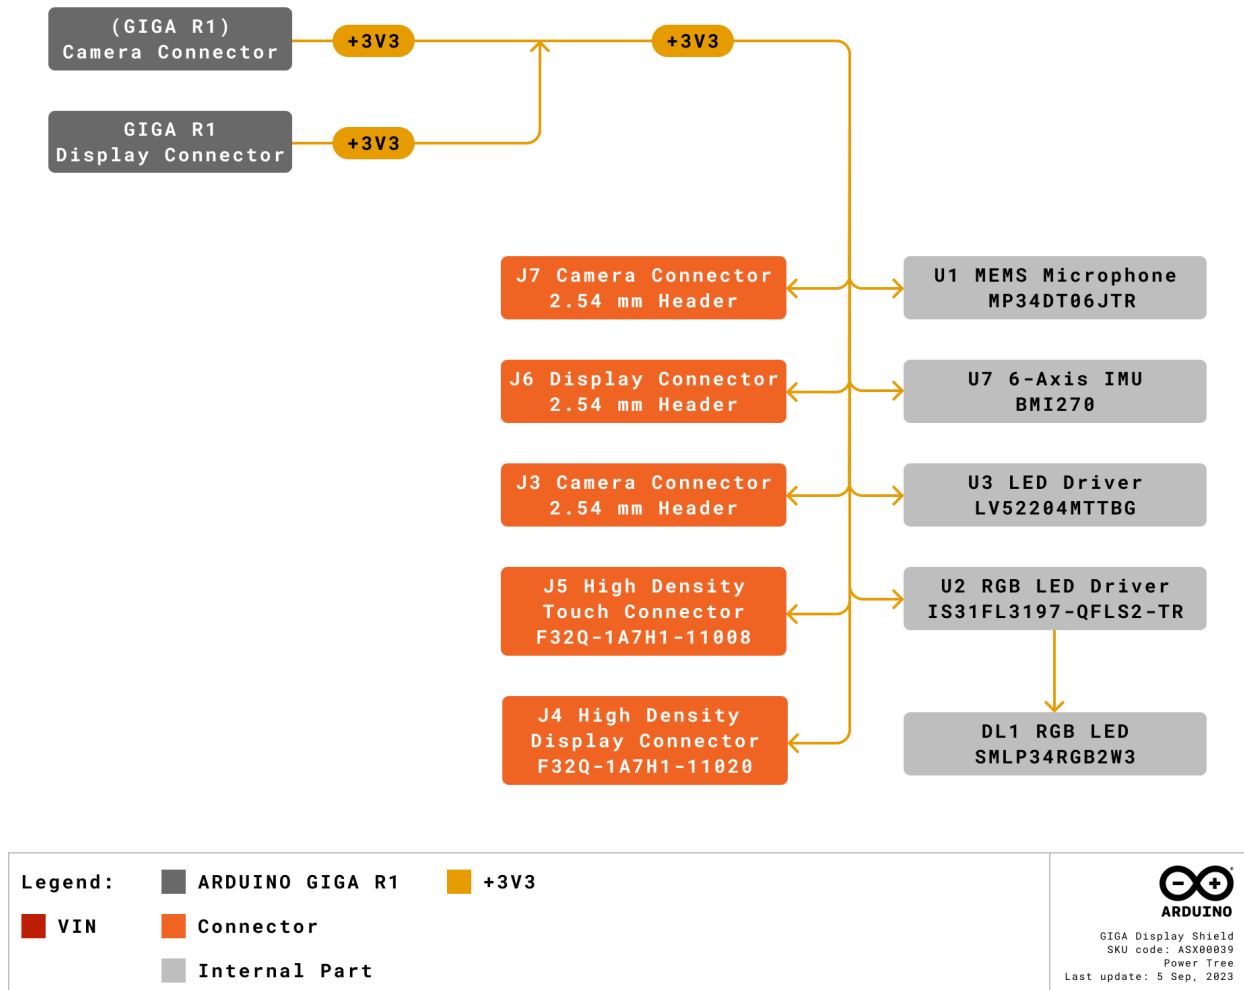 (GIGA R1)
Camera Connector
+3V3
+3V3
GIGA R1
Display Connector
+3V3
J7 Camera Connector
2.54 mm Header
U1 MEMS Microphone
MP34DT06JTR
J6 Display Connector
2.54 mm Header
U7 6-Axis IMU
BMI270
J3 Camera Connector
2.54 mm Header
U3 LED Driver
LV52204MTTBG
J5 High Density
Touch Connector
F32Q-1A7H1-11008
U2 RGB LED Driver
IS31FL3197-QFLS2-TR
J4 High Density
Display Connector
F32Q-1A7H1-11020
DL1 RGB LED
SMLP34RGB2W3
Legend:
ARDUINO GIGA R1
+3V3
VIN
Connector
Internal Part
ARDUINO
GIGA Display Shield
SKU code: ASX00039
Power Tree
Last update: 5 Sep, 2023